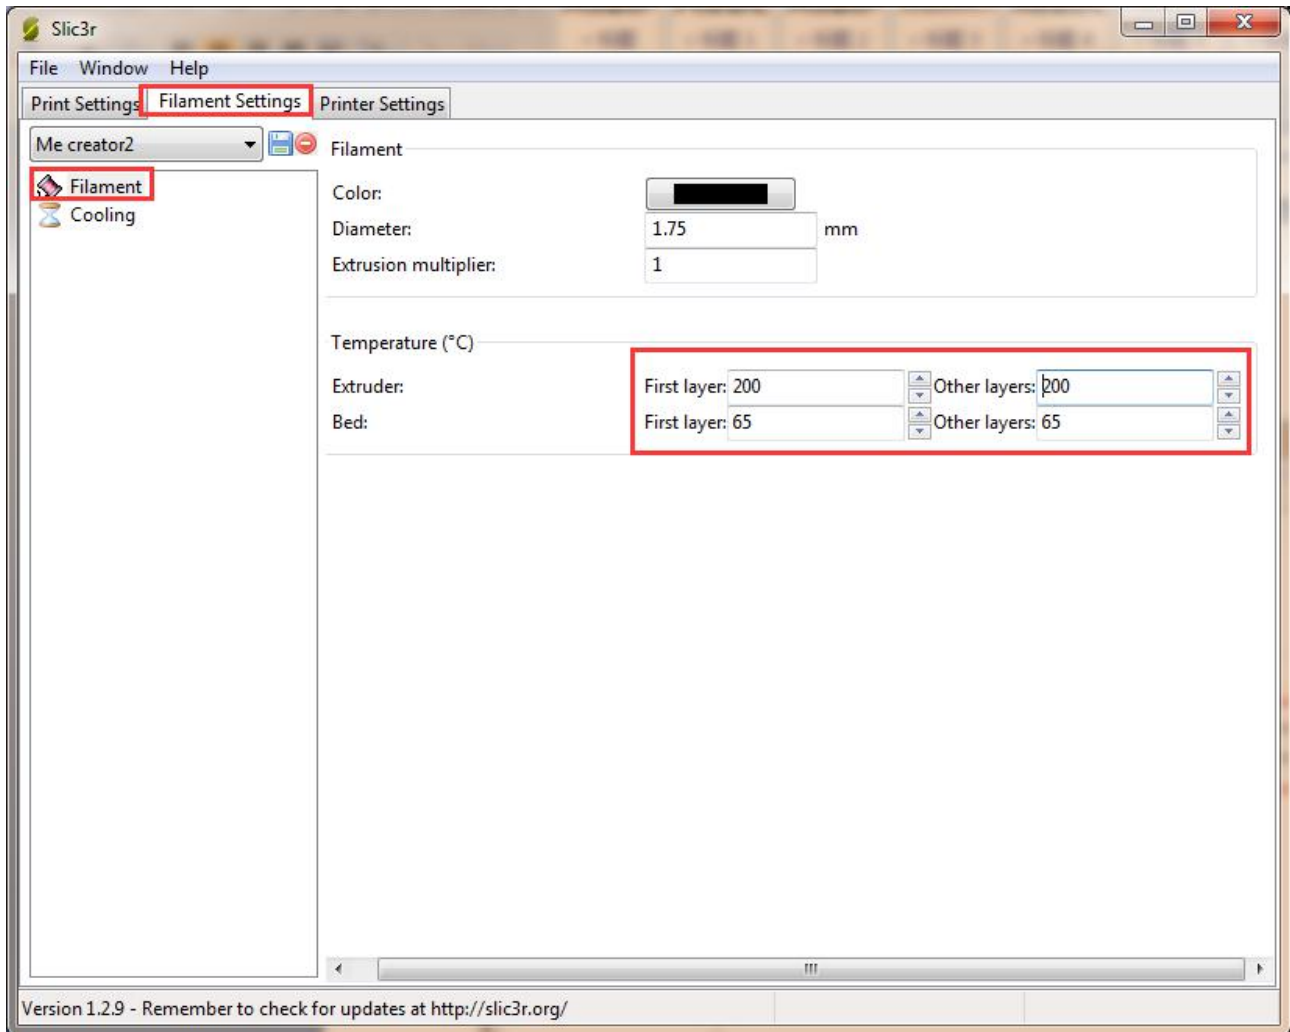 Slic3r
File Window Help
Print Settings Filament Settings Printer Settings
Me creator2
Filament
Cooling
Filament
Color:
Diameter: 1.75 mm
Extrusion multiplier: 1
Temperature (°C)
Extruder: First layer: 200 Other layers: 200
Bed: First layer: 65 Other layers: 65
Version 1.2.9 - Remember to check for updates at http://slic3r.org/